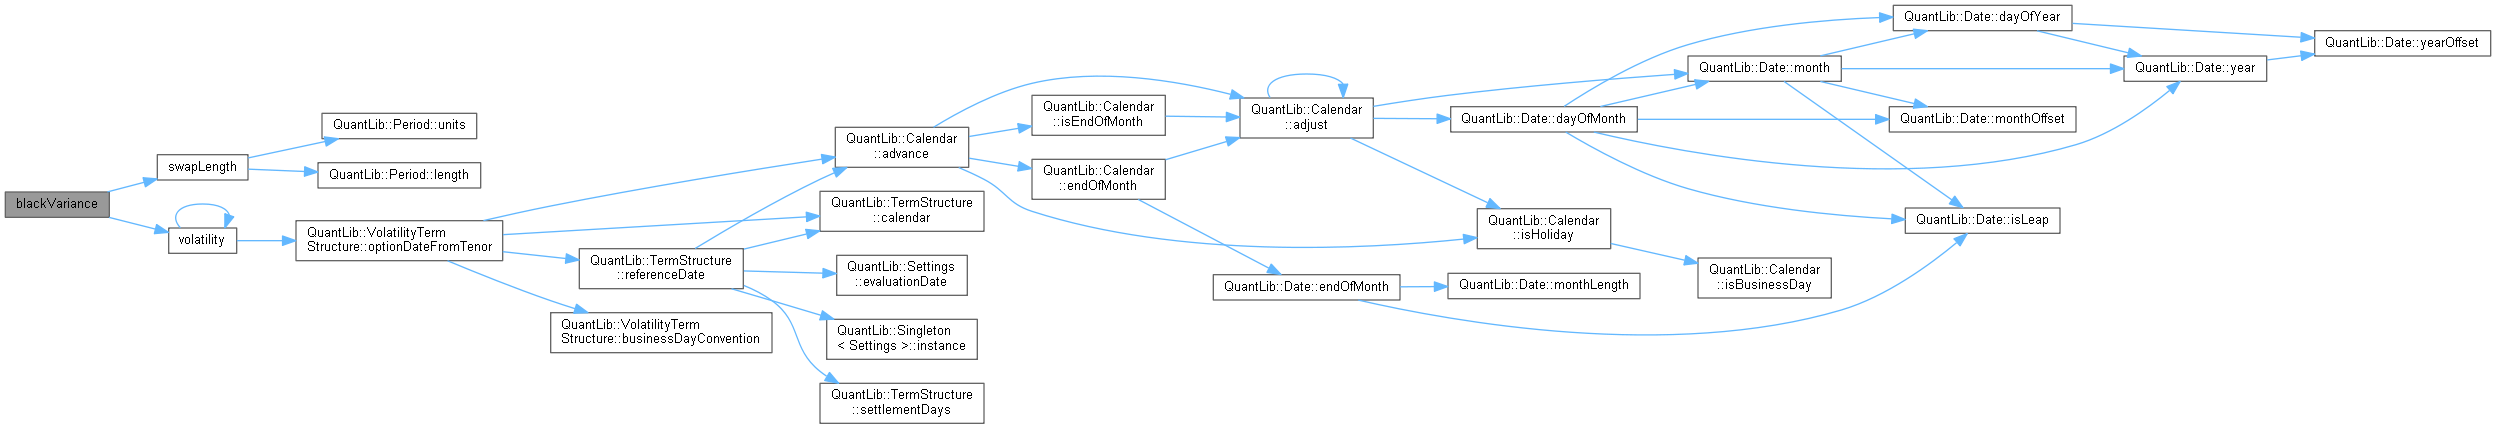 blackVariance
swapLength
volatility
QuantLib::Period::units
QuantLib::Period::length
QuantLib::VolatilityTerm
Structure::optionDateFromTenor
QuantLib::VolatilityTerm
Structure::businessDayConvention
QuantLib::TermStructure
::referenceDate
QuantLib::Calendar
::advance
QuantLib::TermStructure
::calendar
QuantLib::Settings
::evaluationDate
QuantLib::Singleton
< Settings >::instance
QuantLib::TermStructure
::settlementDays
QuantLib::Calendar
::isEndOfMonth
QuantLib::Calendar
::endOfMonth
QuantLib::Calendar
::adjust
QuantLib::Date::endOfMonth
QuantLib::Date::dayOfMonth
QuantLib::Calendar
::isHoliday
QuantLib::Date::monthLength
QuantLib::Date::month
QuantLib::Calendar
::isBusinessDay
QuantLib::Date::dayOfYear
QuantLib::Date::monthOffset
QuantLib::Date::isLeap
QuantLib::Date::year
QuantLib::Date::yearOffset